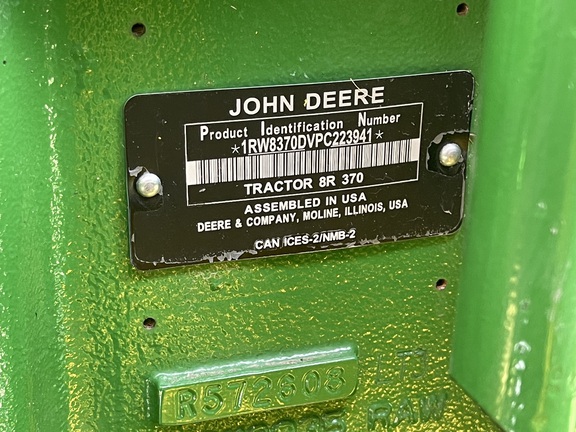 JOHN DEERE
Product Identification Number
*1RW8370DVPC223941*
TRACTOR 8R 370
ASSEMBLED IN USA
DEERE & COMPANY, MOLINE, ILLINOIS, USA
CAN ICES-2/NMB-2
R572608
RAW